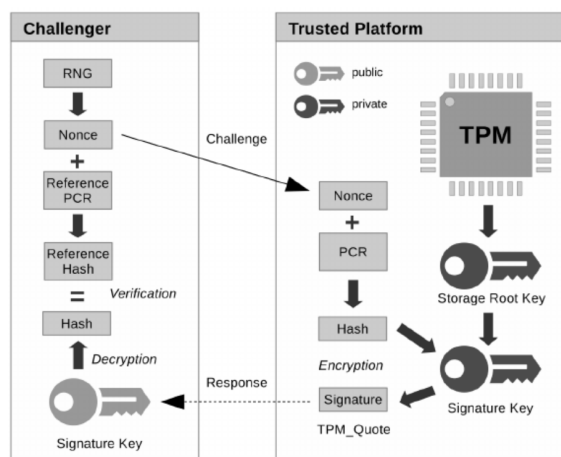 Challenger
RNG
Nonce
+
Reference
PCR
Reference
Hash
=
Verification
Hash
Decryption
Signature Key
Challenge
Response
Trusted Platform
public
private
TPM
Nonce
+
PCR
Hash
Encryption
Signature
TPM_Quote
Storage Root Key
Signature Key